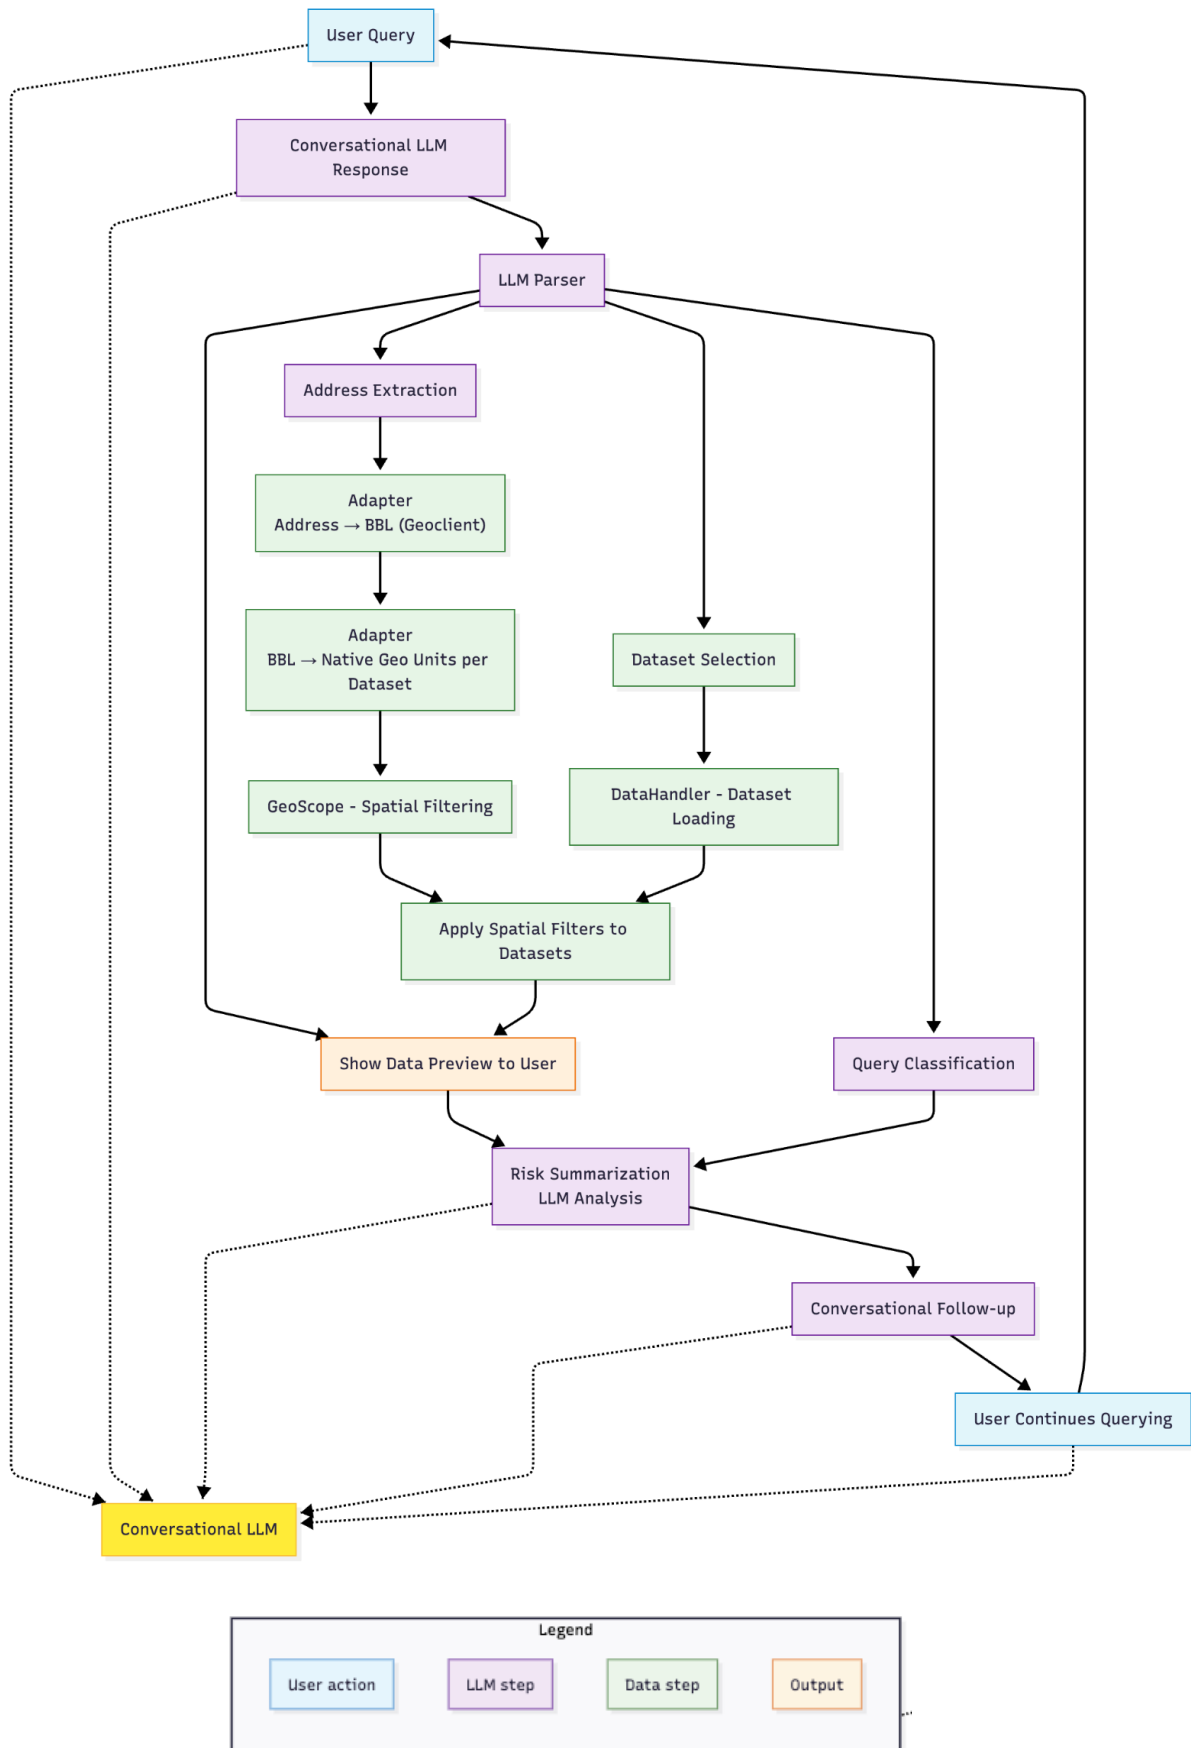 User Query
Conversational LLM
Response
LLM Parser
Address Extraction
Adapter
Address → BBL (Geoclient)
Adapter
BBL → Native Geo Units per
Dataset
Dataset Selection
GeoScope - Spatial Filtering
DataHandler - Dataset
Loading
Apply Spatial Filters to
Datasets
Show Data Preview to User
Query Classification
Risk Summarization
LLM Analysis
Conversational Follow-up
User Continues Querying
Conversational LLM
Legend
User action
LLM step
Data step
Output